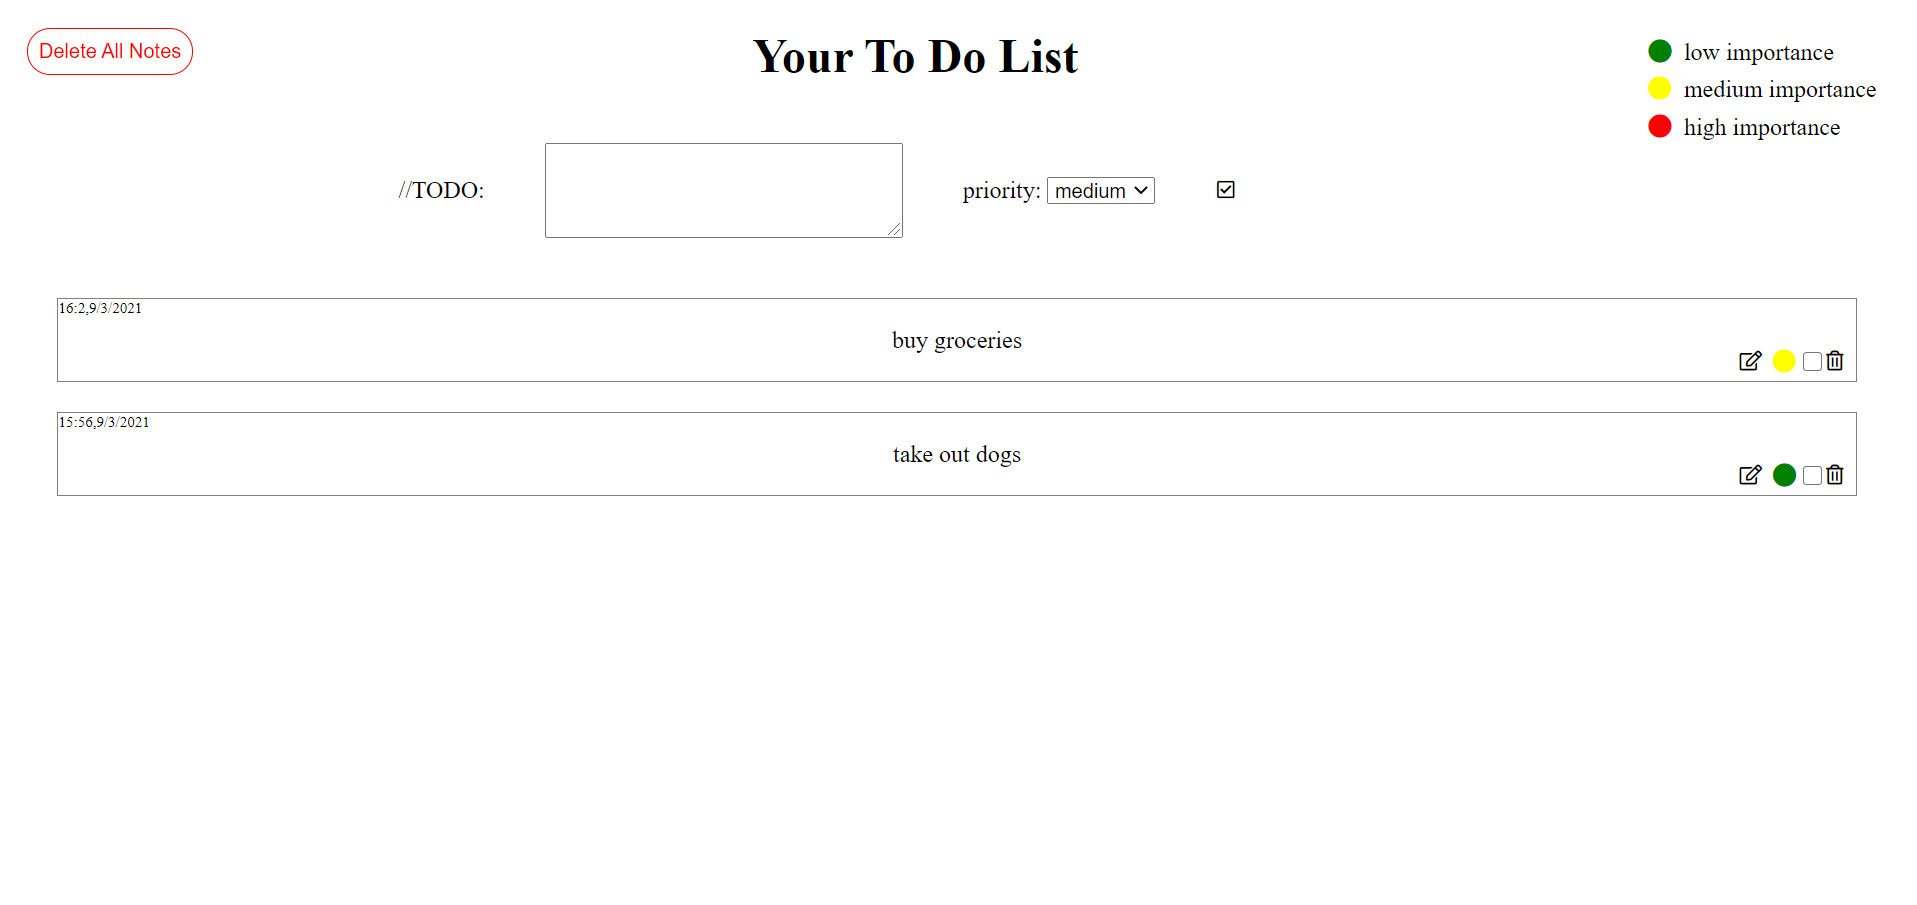 Delete All Notes
Your To Do List
low importance
medium importance
high importance
//TODO:
priority: medium
16:2,9/3/2021
buy groceries
15:56,9/3/2021
take out dogs